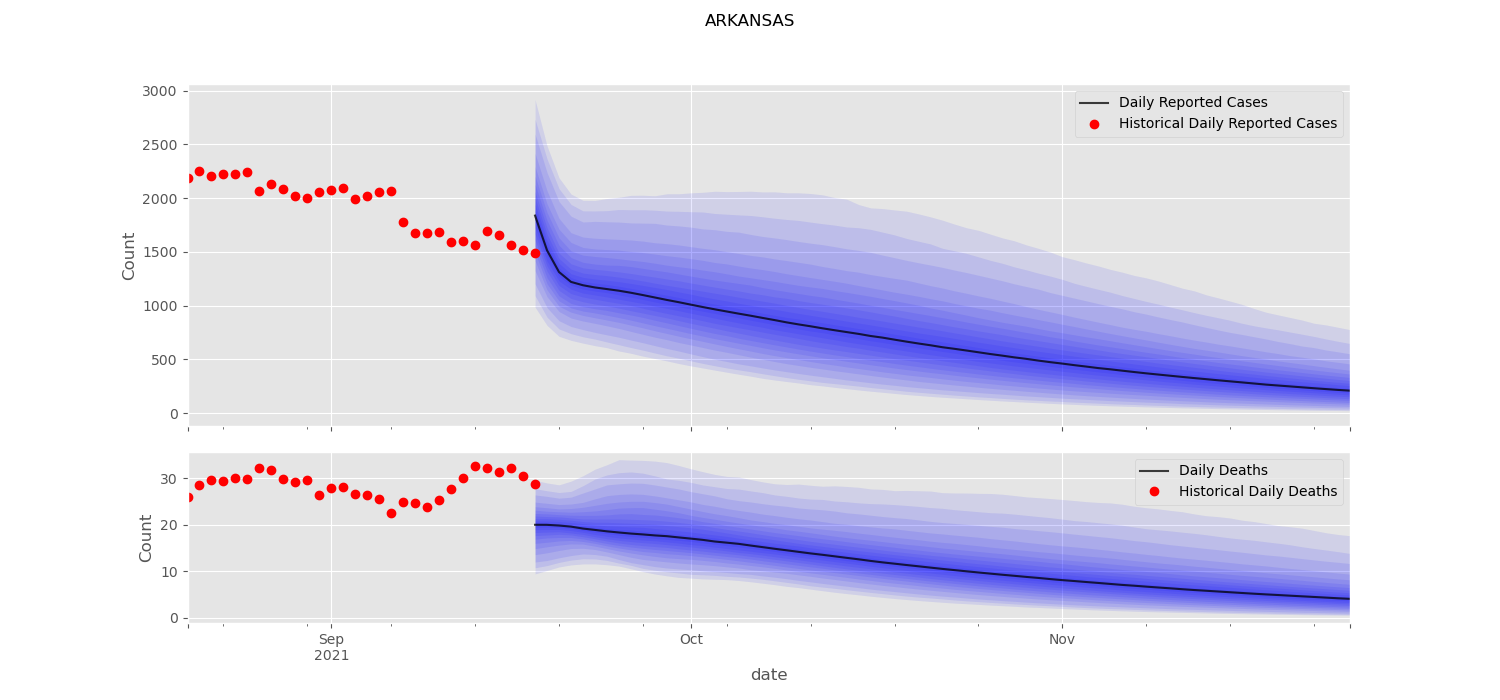 ARKANSAS
3000
2500
2000
1500
1000
500
0
Count
Daily Reported Cases
Historical Daily Reported Cases
30
20
10
0
Count
Daily Deaths
Historical Daily Deaths
Sep
2021
Oct
Nov
date